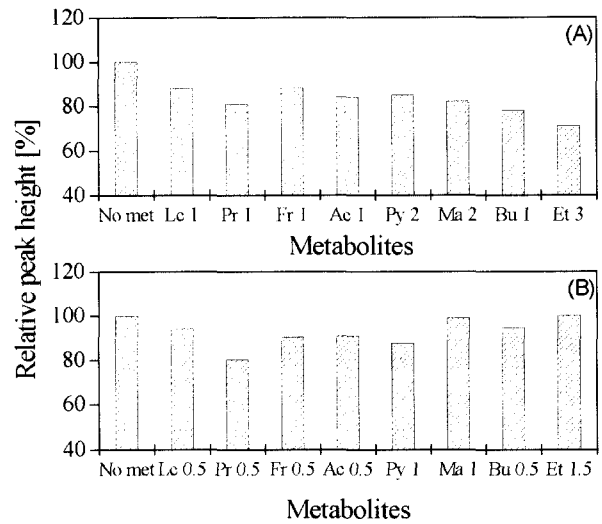 Relative peak height [%]
120
100
80
60
40
(A)
No met Lc 1 Pr 1 Fr 1 Ac 1 Py 2 Ma 2 Bu 1 Et 3
Metabolites
120
100
80
60
40
(B)
No met Lc 0.5 Pr 0.5 Fr 0.5 Ac 0.5 Py 1 Ma 1 Bu 0.5 Et 1.5
Metabolites